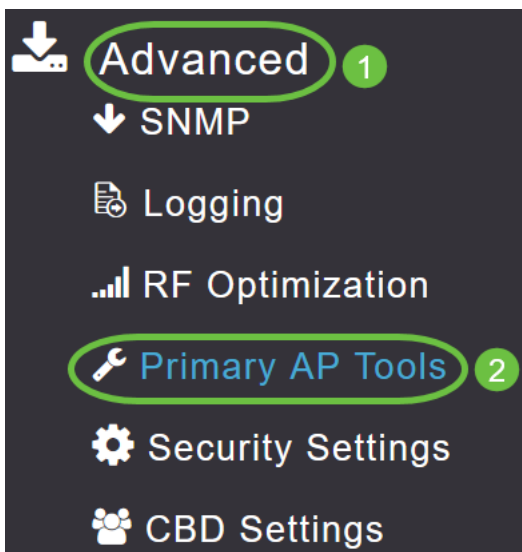 Advanced 1
SNMP
Logging
RF Optimization
Primary AP Tools 2
Security Settings
CBD Settings